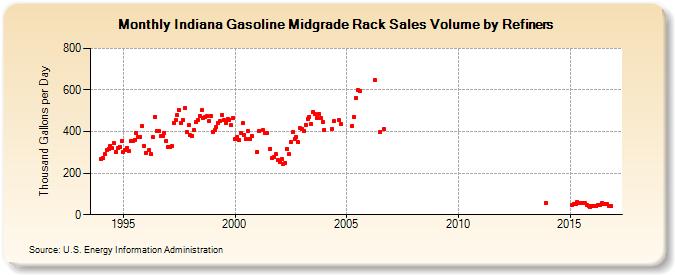 Monthly Indiana Gasoline Midgrade Rack Sales Volume by Refiners
Thousand Gallons per Day
800
600
400
200
0
1995 2000 2005 2010 2015
Source: U.S. Energy Information Administration